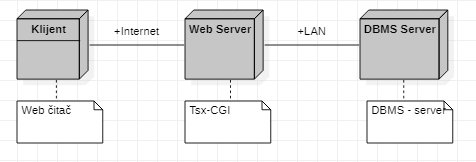 Klijent
+Internet
Web Server
+LAN
DBMS Server
Web čitač
Tsx-CGI
DBMS - server